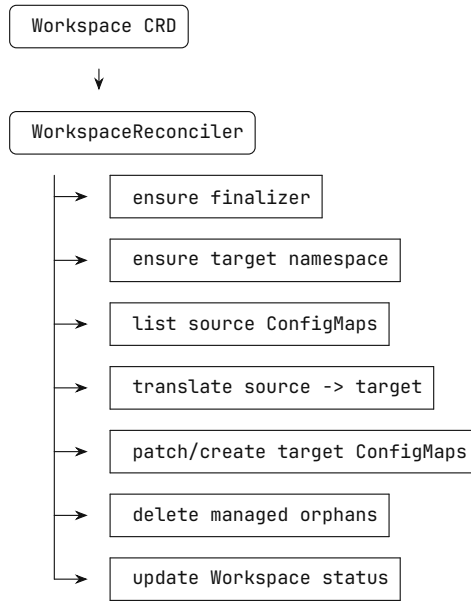 Workspace CRD
WorkspaceReconciler
ensure finalizer
ensure target namespace
list source ConfigMaps
translate source -> target
patch/create target ConfigMaps
delete managed orphans
update Workspace status